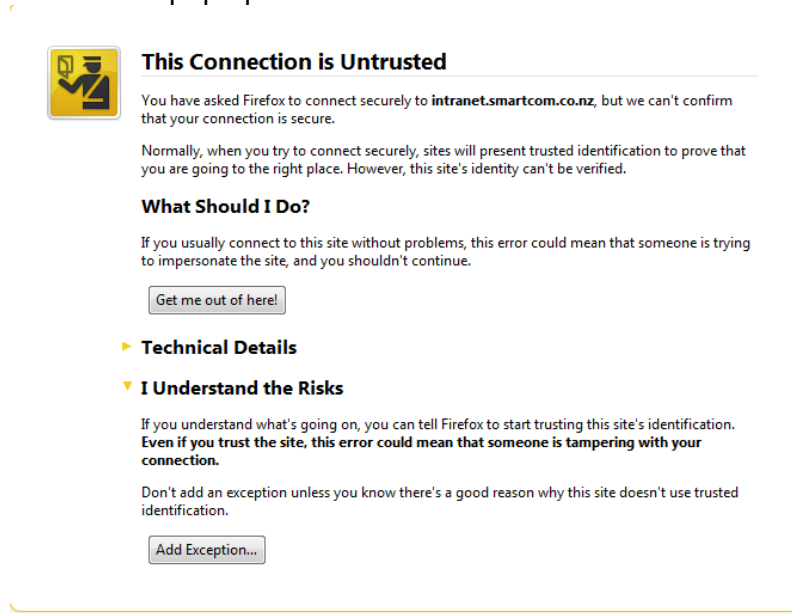 This Connection is Untrusted
You have asked Firefox to connect securely to intranet.smartcom.co.nz, but we can't confirm
that your connection is secure.
Normally, when you try to connect securely, sites will present trusted identification to prove that
you are going to the right place. However, this site's identity can't be verified.
What Should I Do?
If you usually connect to this site without problems, this error could mean that someone is trying
to impersonate the site, and you shouldn't continue.
Get me out of here!
Technical Details
I Understand the Risks
If you understand what's going on, you can tell Firefox to start trusting this site's identification.
Even if you trust the site, this error could mean that someone is tampering with your
connection.
Don't add an exception unless you know there's a good reason why this site doesn't use trusted
identification.
Add Exception...